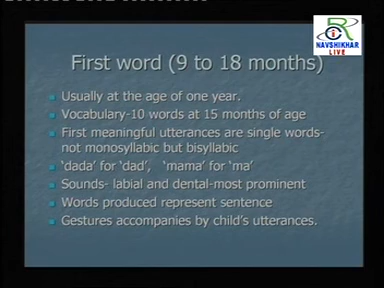 First word (9 to 18 months)
NAVSHIKHAR
LIVE
Usually at the age of one year.
Vocabulary-10 words at 15 months of age
First meaningful utterances are single words-
not monosyllabic but bisyllabic
‘dada’ for ‘dad’, ‘mama’ for ‘ma’
Sounds- labial and dental-most prominent
Words produced represent sentence
Gestures accompanies by child's utterances.